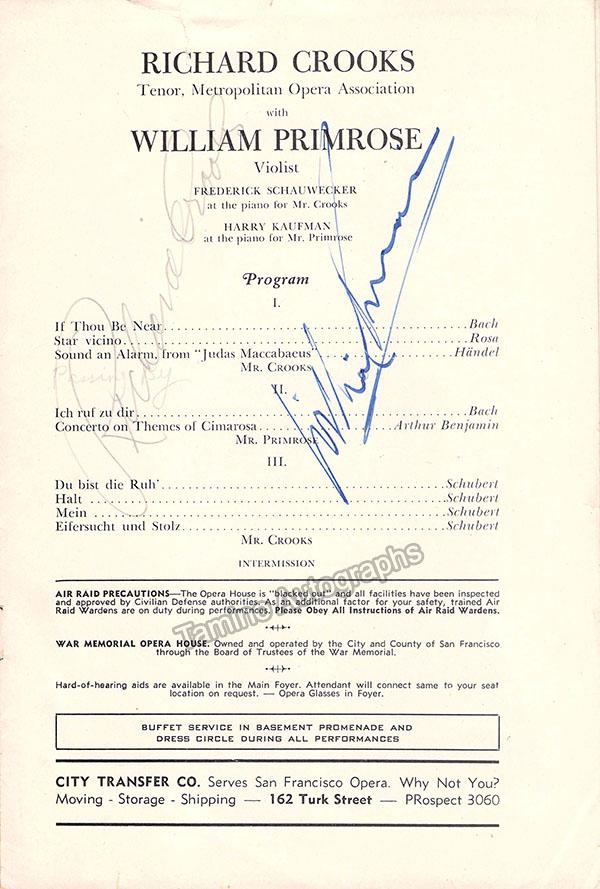 RICHARD CROOKS
Tenor, Metropolitan Opera Association
with
WILLIAM PRIMROSE
Violist
FREDERICK SCHAUWECKER
at the piano for Mr. Crooks
HARRY KAUFMAN
at the piano for Mr. Primrose
Richard Crooks
William Primrose
Program
I.
If Thou Be Near.....Bach
Star vicino.....Rosa
Sound an Alarm, from "Judas Maccabaeus".....Händel
Passing By
MR. CROOKS
II.
Ich ruf zu dir.....Bach
Concerto on Themes of Cimarosa.....Arthur Benjamin
MR. PRIMROSE
III.
Du bist die Ruh'.....Schubert
Halt.....Schubert
Mein.....Schubert
Eifersucht und Stolz.....Schubert
MR. CROOKS
INTERMISSION
AIR RAID PRECAUTIONS—The Opera House is "blacked out" and all facilities have been inspected
and approved by Civilian Defense authorities. As an additional factor for your safety, trained Air
Raid Wardens are on duty during performances. Please Obey All Instructions of Air Raid Wardens.
Tamino Autographs
WAR MEMORIAL OPERA HOUSE. Owned and operated by the City and County of San Francisco
through the Board of Trustees of the War Memorial.
Hard-of-hearing aids are available in the Main Foyer. Attendant will connect same to your seat
location on request. — Opera Glasses in Foyer.
BUFFET SERVICE IN BASEMENT PROMENADE AND
DRESS CIRCLE DURING ALL PERFORMANCES
CITY TRANSFER CO. Serves San Francisco Opera. Why Not You?
Moving - Storage - Shipping — 162 Turk Street — PRospect 3060